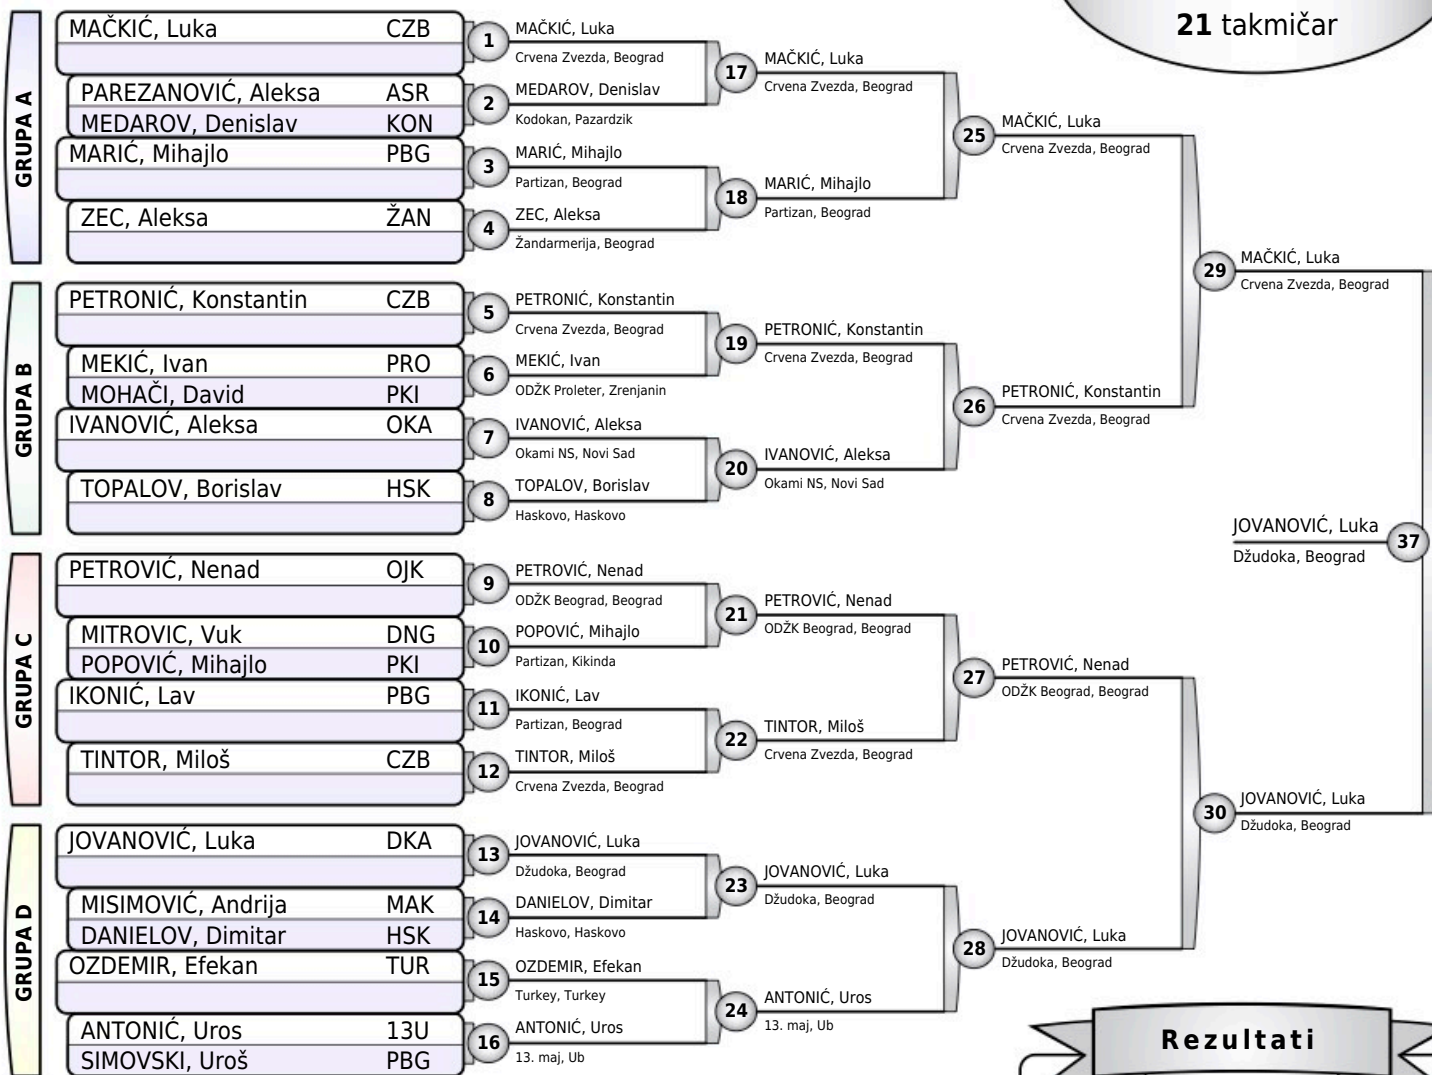 21 takmičar
GRUPA A
MAČKIĆ, Luka CZB
PAREZANOVIĆ, Aleksa ASR
MEDAROV, Denislav KON
MARIĆ, Mihajlo PBG
ZEC, Aleksa ŽAN
GRUPA B
PETRONIĆ, Konstantin CZB
MEKIĆ, Ivan PRO
MOHAČI, David PKI
IVANOVIĆ, Aleksa OKA
TOPALOV, Borislav HSK
GRUPA C
PETROVIĆ, Nenad OJK
MITROVIC, Vuk DNG
POPOVIĆ, Mihajlo PKI
IKONIĆ, Lav PBG
TINTOR, Miloš CZB
GRUPA D
JOVANOVIĆ, Luka DKA
MISIMOVIĆ, Andrija MAK
DANIELOV, Dimitar HSK
OZDEMIR, Efekan TUR
ANTONIĆ, Uros 13U
SIMOVSKI, Uroš PBG
1 MAČKIĆ, Luka
Crvena Zvezda, Beograd
2 MEDAROV, Denislav
Kodokan, Pazardzik
3 MARIĆ, Mihajlo
Partizan, Beograd
4 ZEC, Aleksa
Žandarmerija, Beograd
5 PETRONIĆ, Konstantin
Crvena Zvezda, Beograd
6 MEKIĆ, Ivan
ODŽK Proleter, Zrenjanin
7 IVANOVIĆ, Aleksa
Okami NS, Novi Sad
8 TOPALOV, Borislav
Haskovo, Haskovo
9 PETROVIĆ, Nenad
ODŽK Beograd, Beograd
10 POPOVIĆ, Mihajlo
Partizan, Kikinda
11 IKONIĆ, Lav
Partizan, Beograd
12 TINTOR, Miloš
Crvena Zvezda, Beograd
13 JOVANOVIĆ, Luka
Džudoka, Beograd
14 DANIELOV, Dimitar
Haskovo, Haskovo
15 OZDEMIR, Efekan
Turkey, Turkey
16 ANTONIĆ, Uros
13. maj, Ub
17 MAČKIĆ, Luka
Crvena Zvezda, Beograd
18 MARIĆ, Mihajlo
Partizan, Beograd
19 PETRONIĆ, Konstantin
Crvena Zvezda, Beograd
20 IVANOVIĆ, Aleksa
Okami NS, Novi Sad
21 PETROVIĆ, Nenad
ODŽK Beograd, Beograd
22 TINTOR, Miloš
Crvena Zvezda, Beograd
23 JOVANOVIĆ, Luka
Džudoka, Beograd
24 ANTONIĆ, Uros
13. maj, Ub
25 MAČKIĆ, Luka
Crvena Zvezda, Beograd
26 PETRONIĆ, Konstantin
Crvena Zvezda, Beograd
27 PETROVIĆ, Nenad
ODŽK Beograd, Beograd
28 JOVANOVIĆ, Luka
Džudoka, Beograd
29 MAČKIĆ, Luka
Crvena Zvezda, Beograd
30 JOVANOVIĆ, Luka
Džudoka, Beograd
JOVANOVIĆ, Luka 37
Džudoka, Beograd
Rezultati